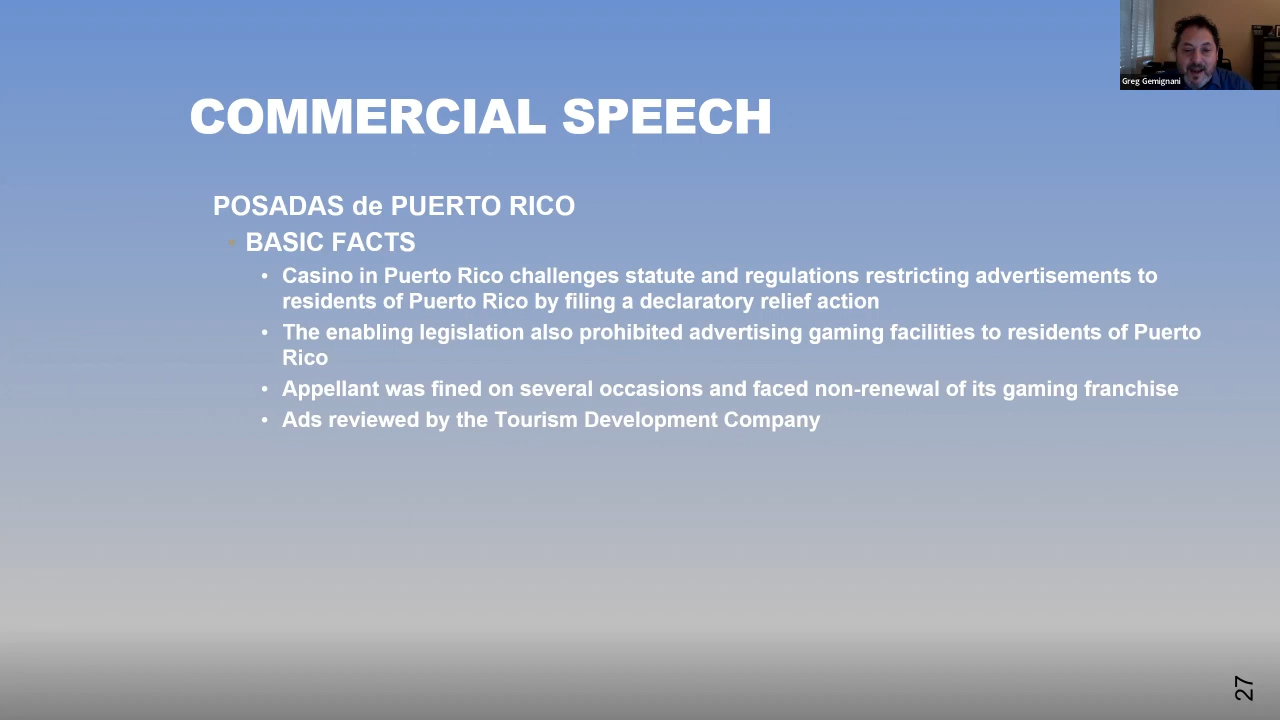 Greg Gemignani
COMMERCIAL SPEECH
POSADAS de PUERTO RICO
BASIC FACTS
• Casino in Puerto Rico challenges statute and regulations restricting advertisements to
residents of Puerto Rico by filing a declaratory relief action
• The enabling legislation also prohibited advertising gaming facilities to residents of Puerto
Rico
• Appellant was fined on several occasions and faced non-renewal of its gaming franchise
• Ads reviewed by the Tourism Development Company
27